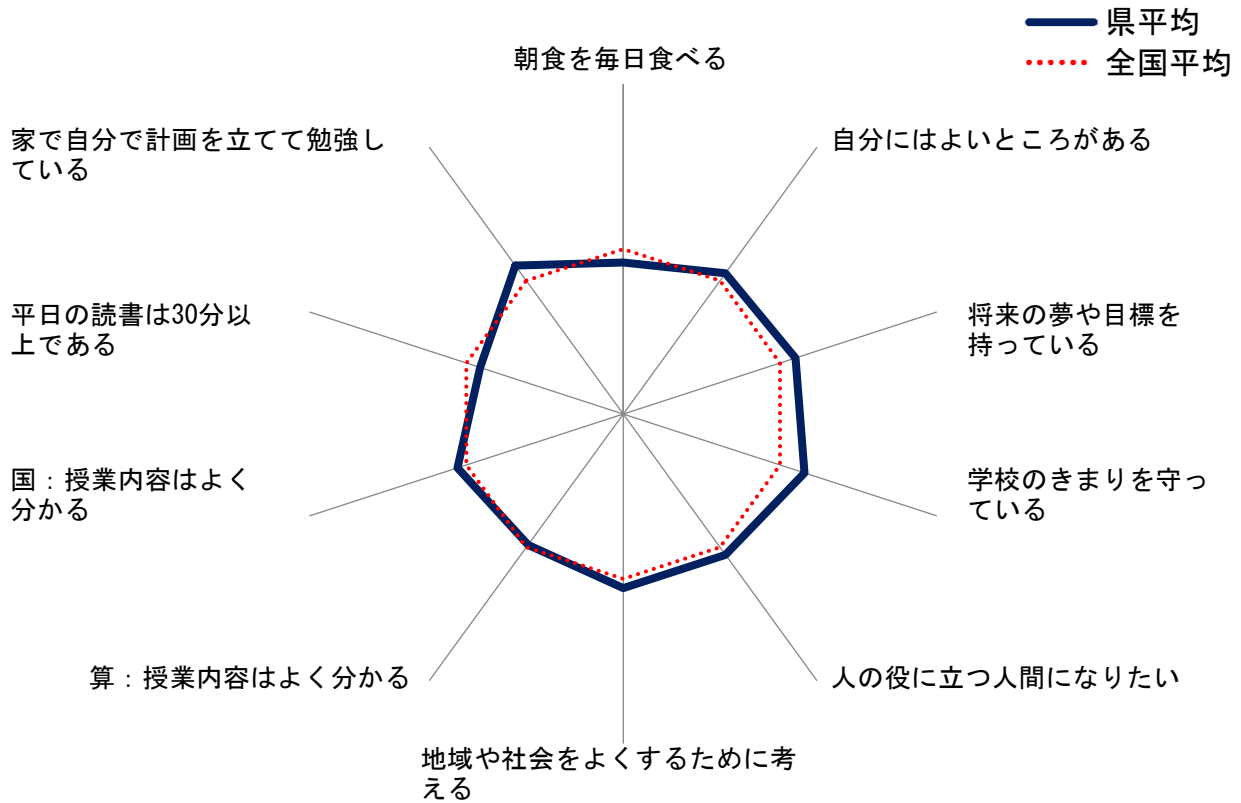 県平均
全国平均
朝食を毎日食べる
自分にはよいところがある
将来の夢や目標を
持っている
学校のきまりを守っ
ている
人の役に立つ人間になりたい
地域や社会をよくするために考
える
算：授業内容はよく分かる
国：授業内容はよく
分かる
平日の読書は30分以
上である
家で自分で計画を立てて勉強し
ている